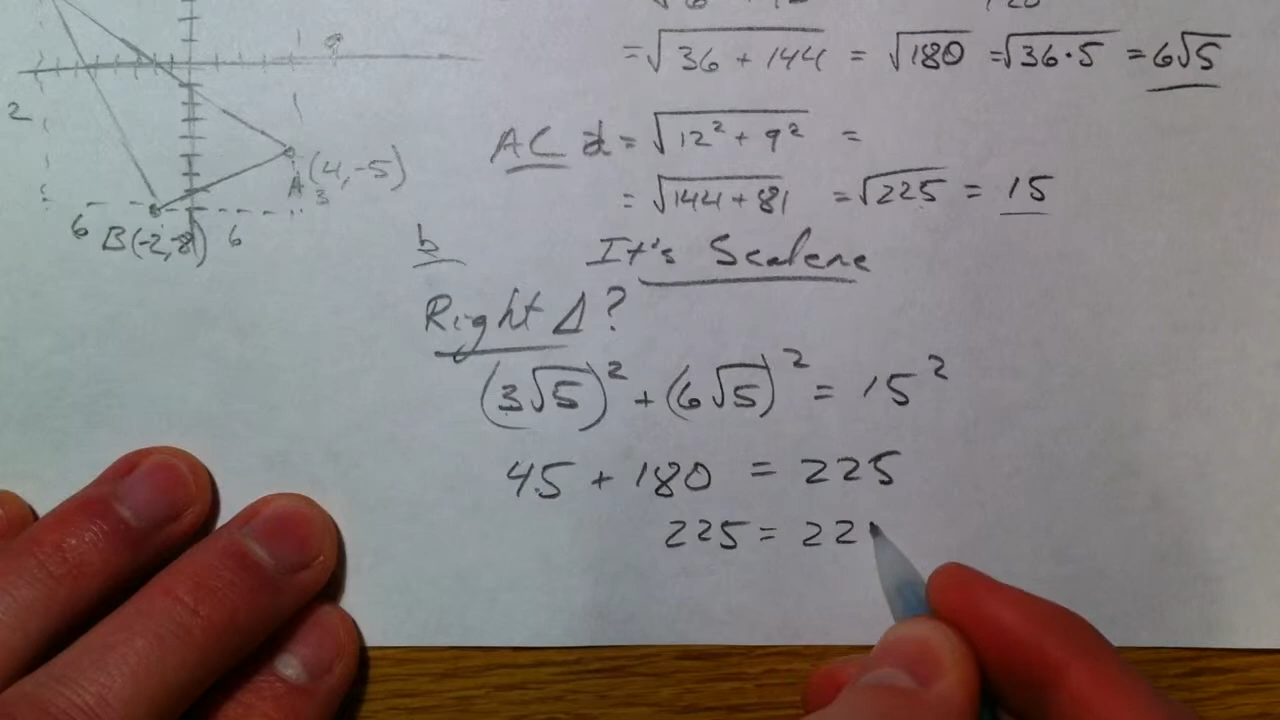 = √36 + 144 = √180 = √36·5 = 6√5
AC d = √12² + 9² =
= √144 + 81 = √225 = 15
2
A (4, -5)
3
6 B(-2,-8) 6
b It's Scalene
Right Δ?
(3√5)² + (6√5)² = 15²
45 + 180 = 225
225 = 22